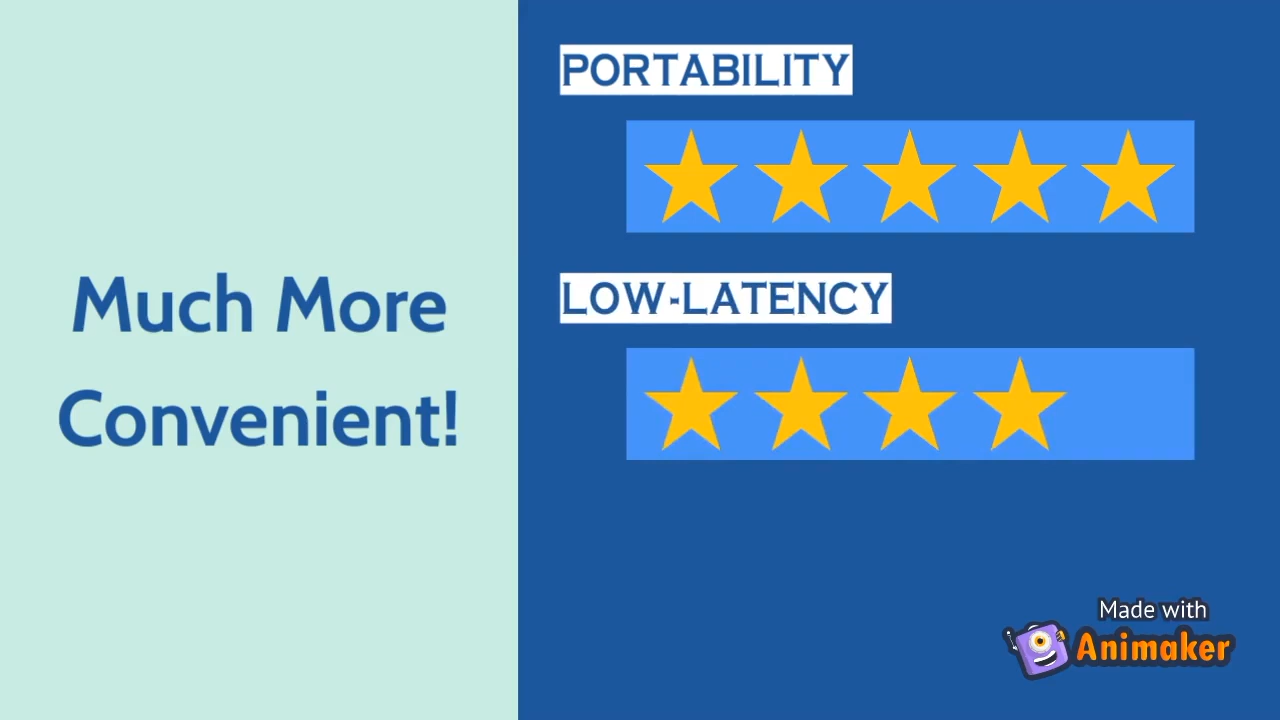 Much More
Convenient!
PORTABILITY
LOW-LATENCY
Made with
Animaker